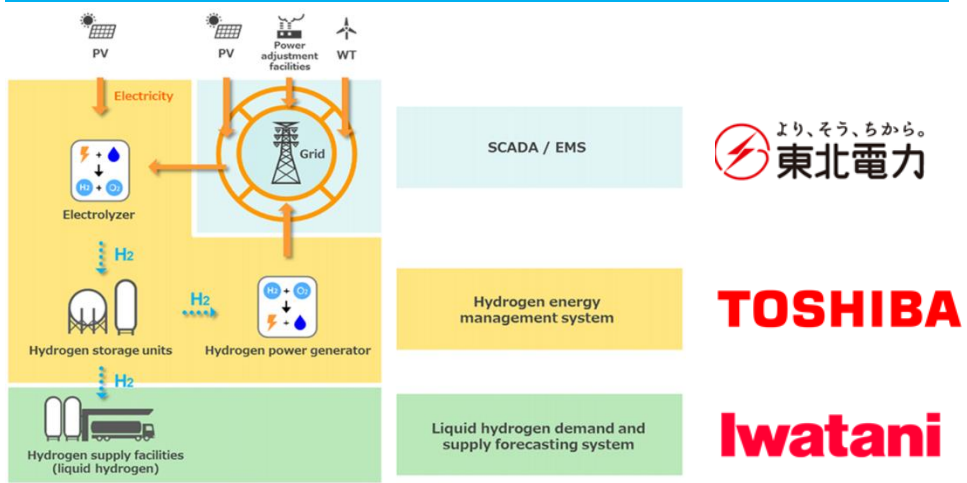 PV
PV
Power
adjustment
facilities
WT
Electricity
Grid
SCADA / EMS
より、そう、ちから。
東北電力
H₂ O₂
Electrolyzer
H₂
H₂ + O₂
H₂
Hydrogen energy
management system
TOSHIBA
Hydrogen storage units
Hydrogen power generator
H₂
Liquid hydrogen demand and
supply forecasting system
Iwatani
Hydrogen supply facilities
(liquid hydrogen)